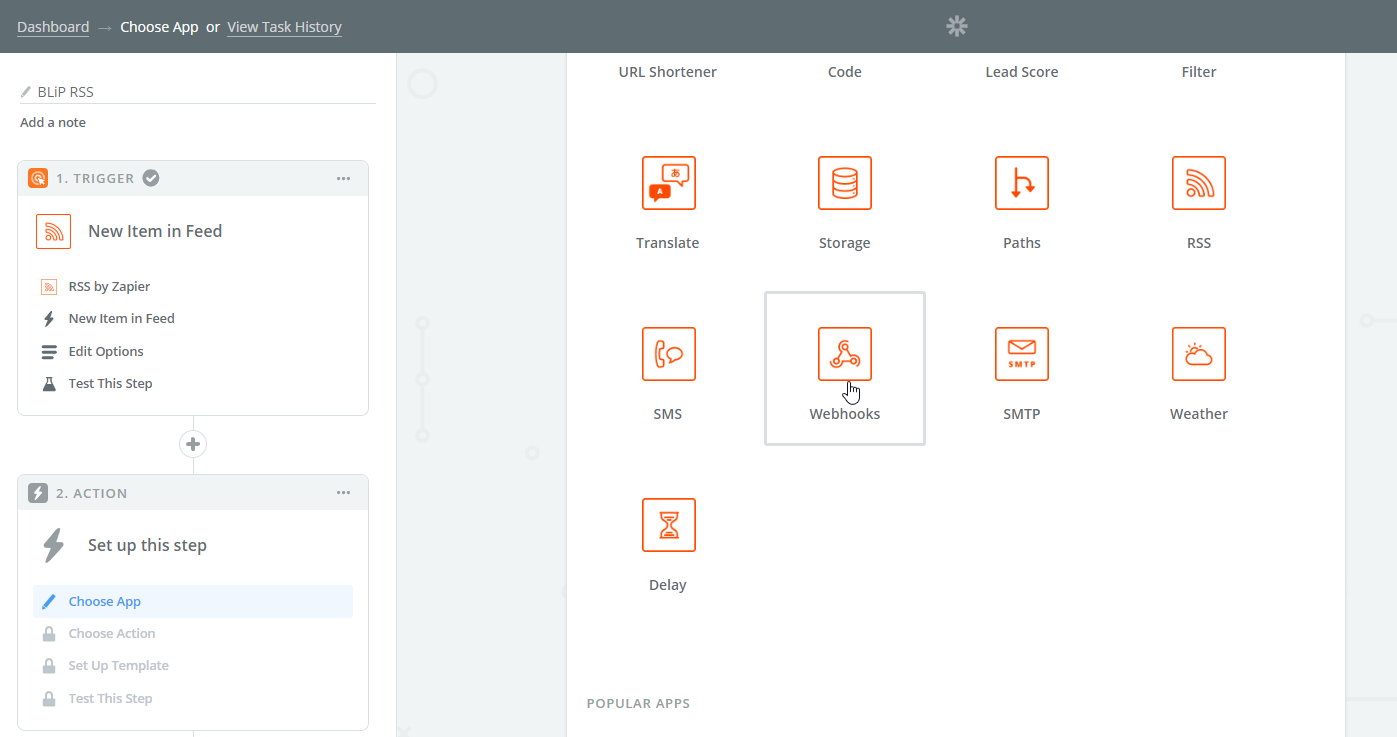 Dashboard → Choose App or View Task History
BLiP RSS
Add a note
1. TRIGGER
New Item in Feed
RSS by Zapier
New Item in Feed
Edit Options
Test This Step
2. ACTION
Set up this step
Choose App
Choose Action
Set Up Template
Test This Step
URL Shortener Code Lead Score Filter
あ
A
Translate Storage Paths RSS
SMTP
SMS Webhooks SMTP Weather
Delay
POPULAR APPS